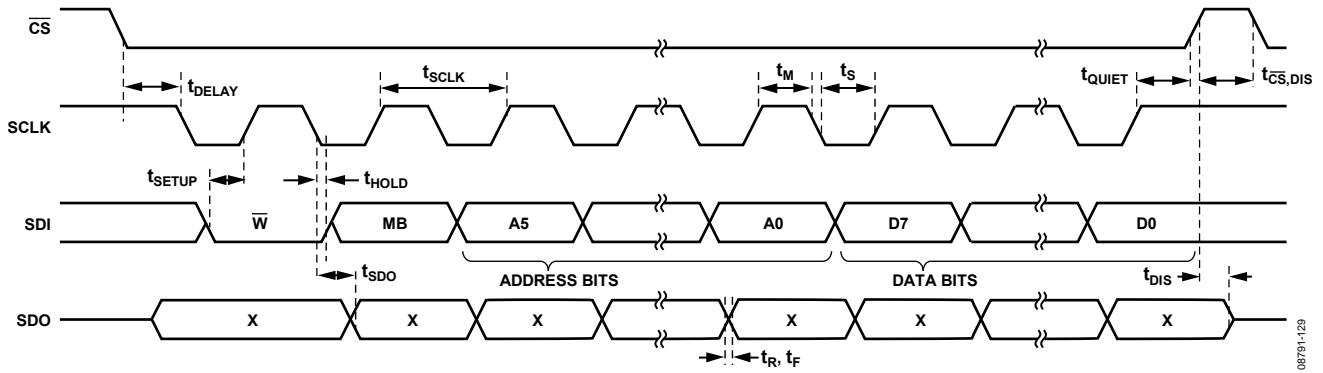 CS
tDELAY
tSCLK
tM
tS
tQUIET
tCS,DIS
SCLK
tSETUP
tHOLD
SDI
W
MB
A5
A0
D7
D0
tSDO
ADDRESS BITS
DATA BITS
tDIS
SDO
X
X
X
X
X
X
tR, tF
08791-129